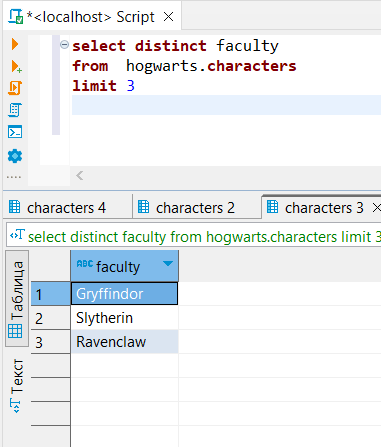 *<localhost> Script
select distinct faculty
from hogwarts.characters
limit 3
characters 4
characters 2
characters 3
select distinct faculty from hogwarts.characters limit 3
Таблица
Текст
ABC faculty
1 Gryffindor
2 Slytherin
3 Ravenclaw